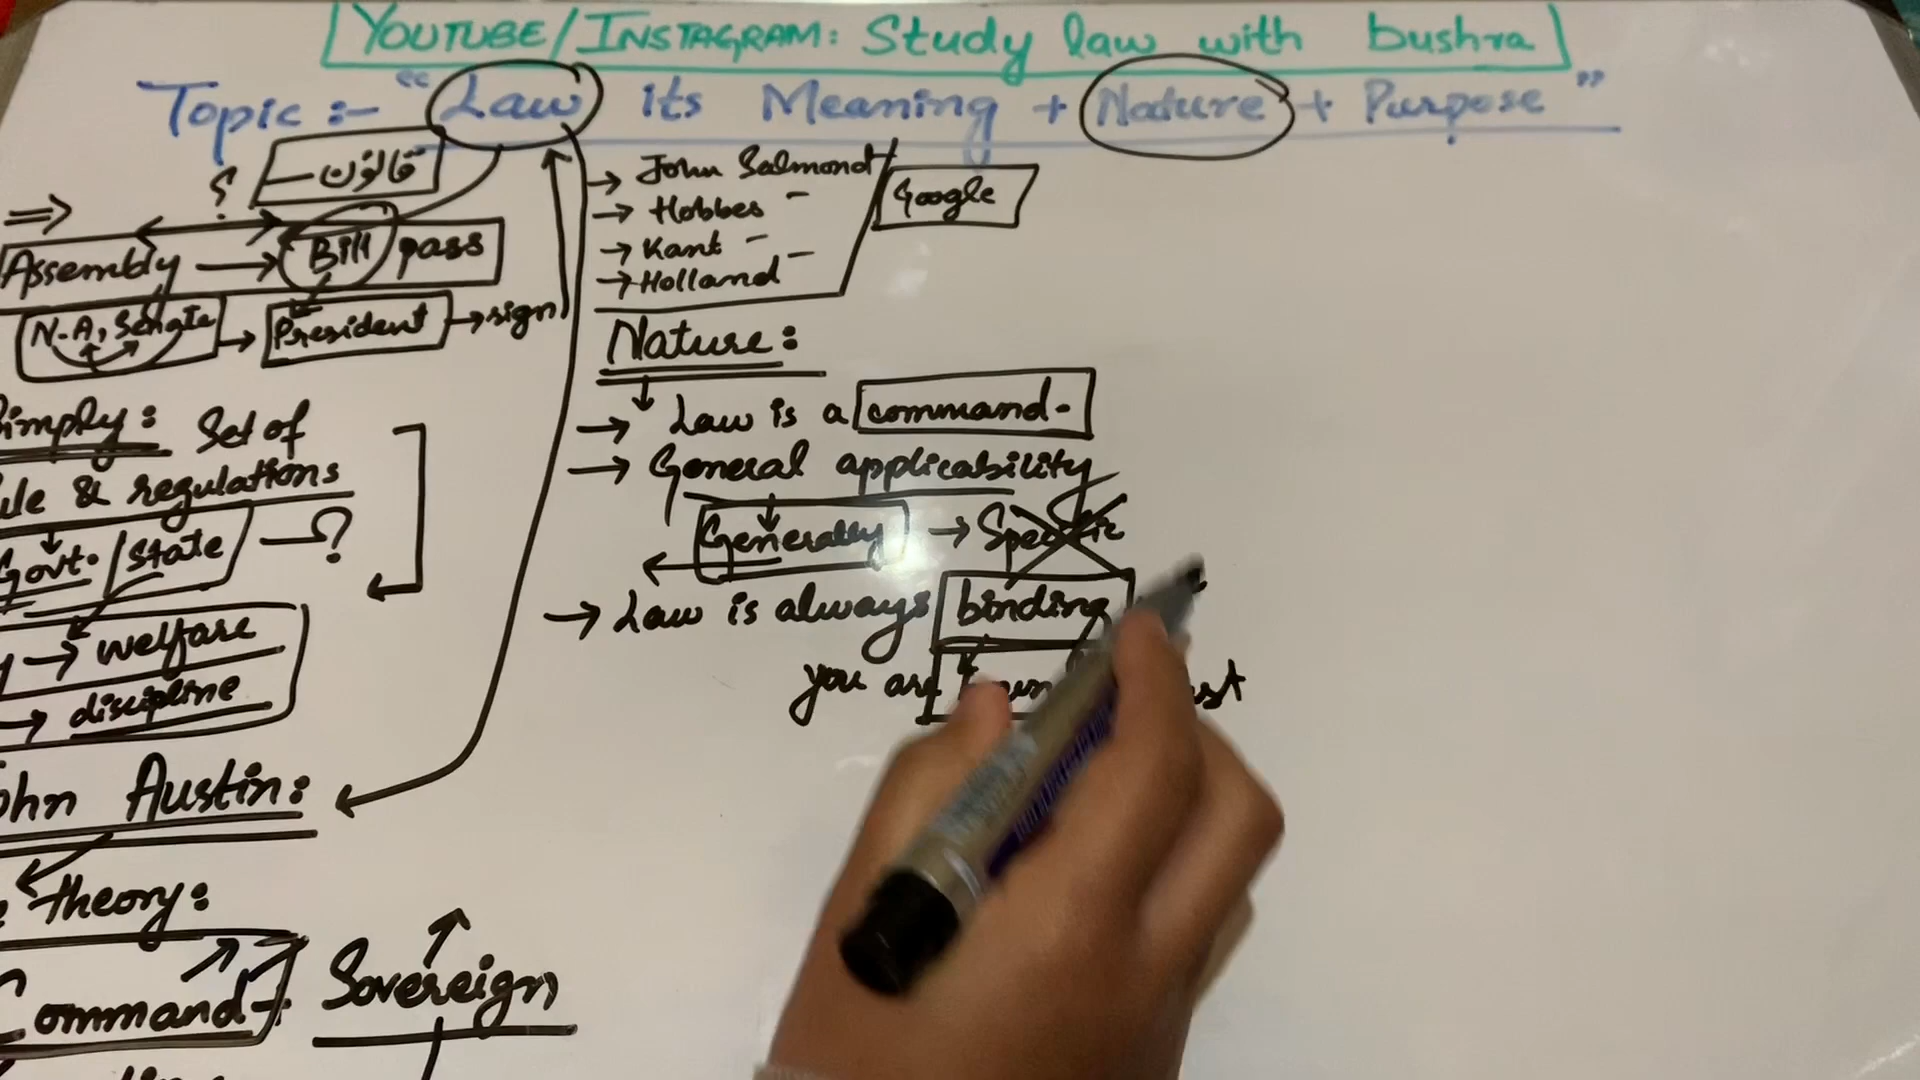 YOUTUBE/INSTAGRAM: Study law with bushra
Topic :- "Law its Meaning + Nature + Purpose"
؟ قانون
Assembly → Bill pass
N.A, Senate → President → sign
Simply: Set of
rule & regulations
Govt. / State — ?
→ welfare
→ discipline
John Austin:
theory:
Command- Sovereign
→ John Salmond
→ Hobbes -
→ Kant -
→ Holland -
Google
Nature:
→ Law is a command.
→ General applicability
Generally → Specific
→ Law is always binding
you are